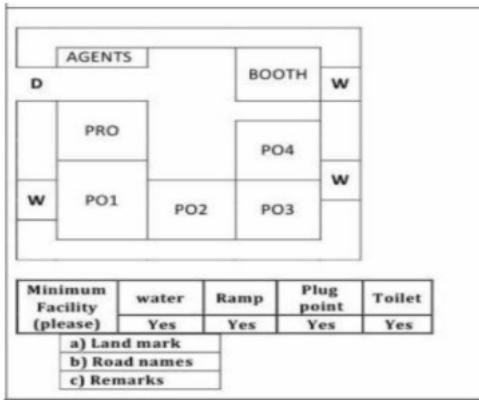 AGENTS
D
BOOTH
W
PRO
PO4
W
W
PO1
PO2
PO3
Minimum Facility (please) water Ramp Plug point Toilet
Yes Yes Yes Yes
a) Land mark
b) Road names
c) Remarks